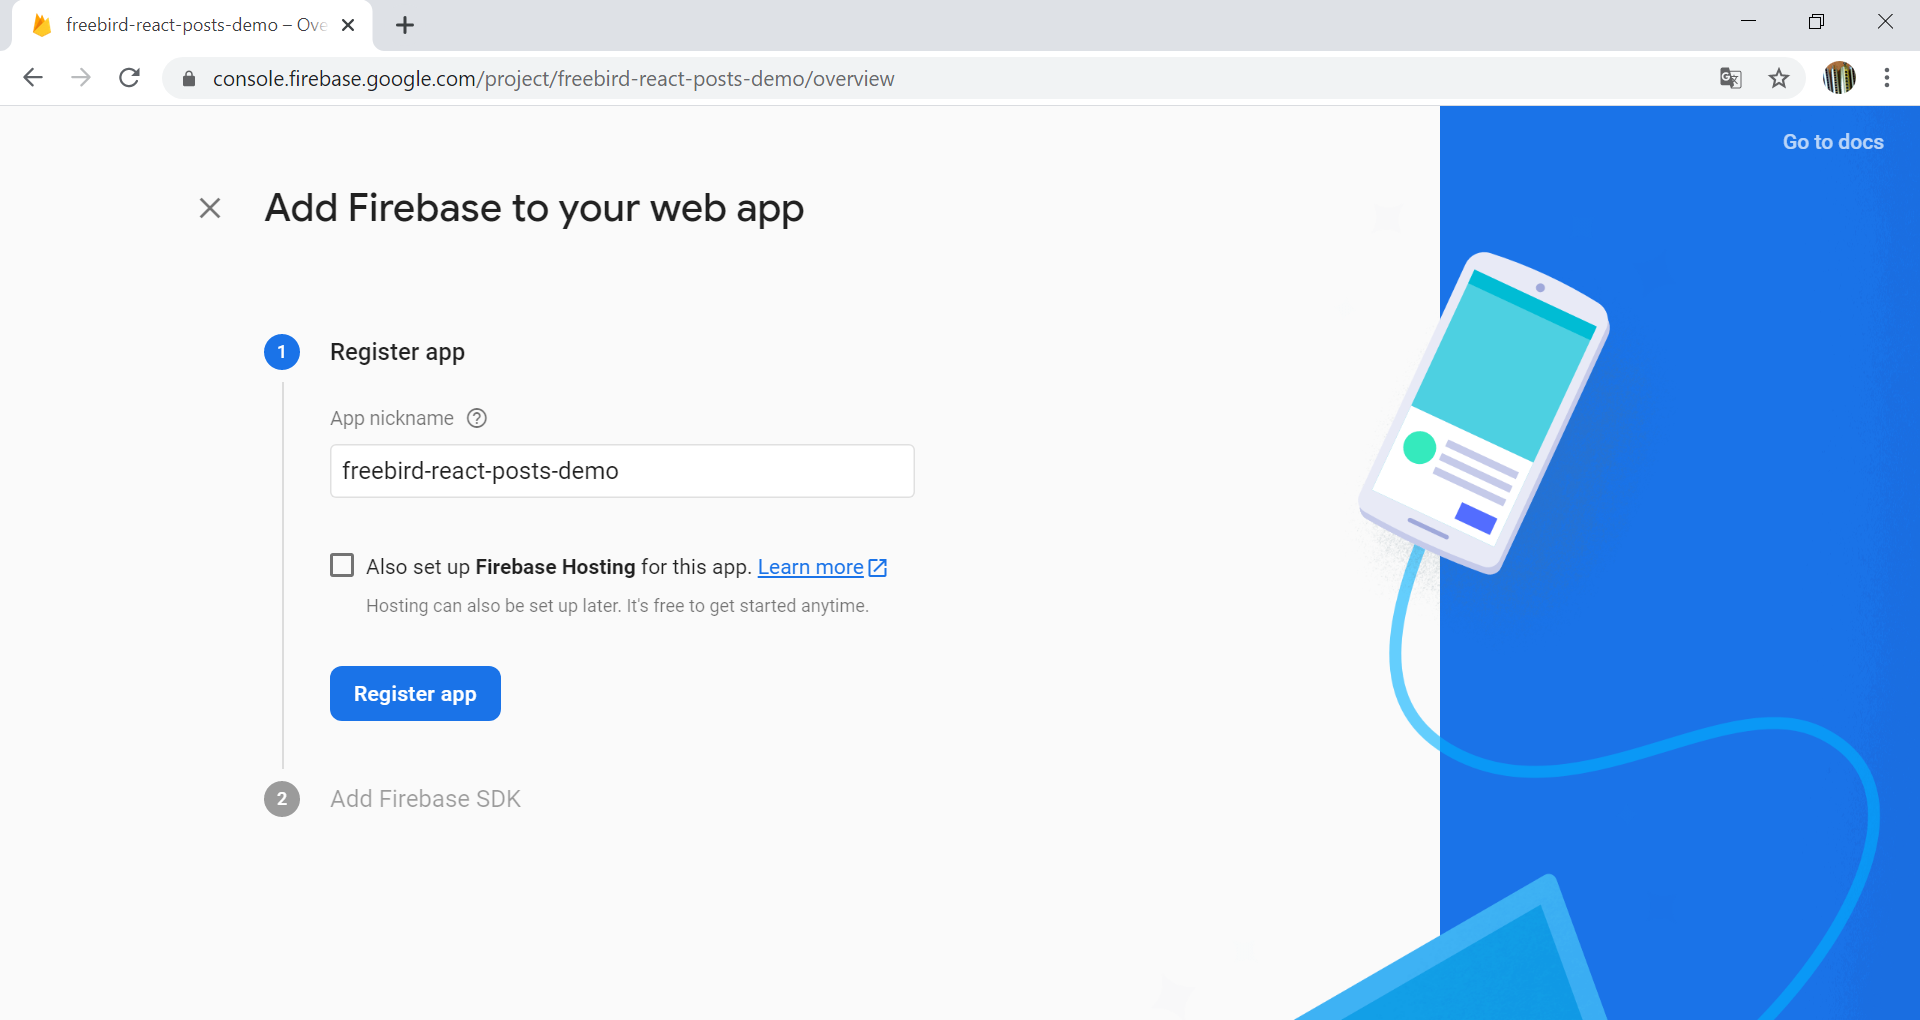 freebird-react-posts-demo – Ove
console.firebase.google.com/project/freebird-react-posts-demo/overview
Go to docs
Add Firebase to your web app
1 Register app
App nickname
freebird-react-posts-demo
Also set up Firebase Hosting for this app. Learn more
Hosting can also be set up later. It's free to get started anytime.
Register app
2 Add Firebase SDK